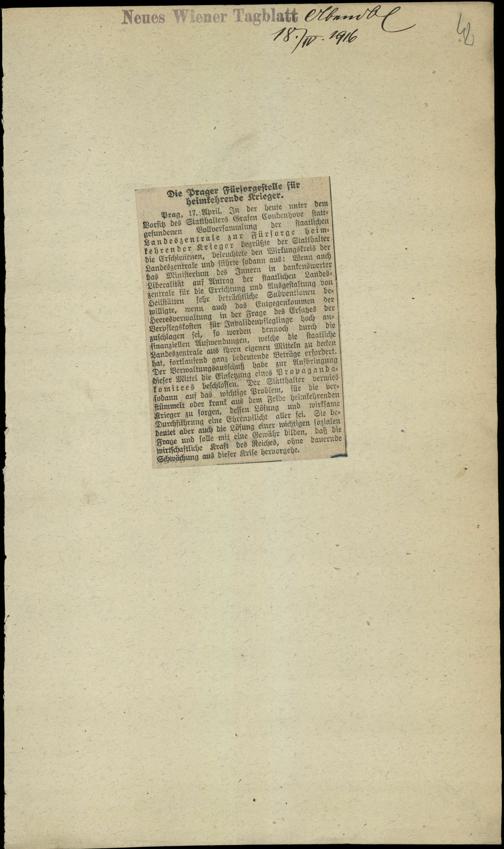 Neues Wiener Tagblatt Abendbl
18./IV. 1916
Die Prager Fürsorgestelle für
heimkehrende Krieger.
Prag, 17. April. In der heute unter dem
Vorsitz des Statthalters Grafen Coudenhove statt-
gefundenen Vollversammlung der staatlichen
Landeszentrale zur Fürsorge heim-
kehrender Krieger begrüßte der Statthalter
die Erschienenen, beleuchtete den Wirkungskreis der
Landeszentrale und führte sodann aus: Wenn auch
das Ministerium des Innern in dankenswerter
Liberalität auf Antrag der staatlichen Landes-
zentrale für die Errichtung und Ausgestaltung von
Heilstätten sehr beträchtliche Subventionen be-
willigte, wenn auch das Entgegenkommen der
Heeresverwaltung in der Frage des Ersatzes der
Verpflegskosten für Invalidenpfleglinge hoch an-
zuschlagen sei, so werden dennoch durch die
finanziellen Aufwendungen, welche die staatliche
Landeszentrale aus ihren eigenen Mitteln zu decken
hat, fortlaufend ganz bedeutende Beträge erfordert.
Der Verwaltungsausschuß habe zur Aufbringung
dieser Mittel die Einsetzung eines Propaganda-
komitees beschlossen. Der Statthalter verwies
sodann auf das wichtige Problem, für die ver-
stümmelt oder krank aus dem Felde heimkehrenden
Krieger zu sorgen, dessen Lösung und wirksame
Durchführung eine Ehrenpflicht aller sei. Sie be-
deutet aber auch die Lösung einer wichtigen sozialen
Frage und solle mit eine Gewähr bilden, daß die
wirtschaftliche Kraft des Reiches, ohne dauernde
Schwächung aus dieser Krise hervorgehe.